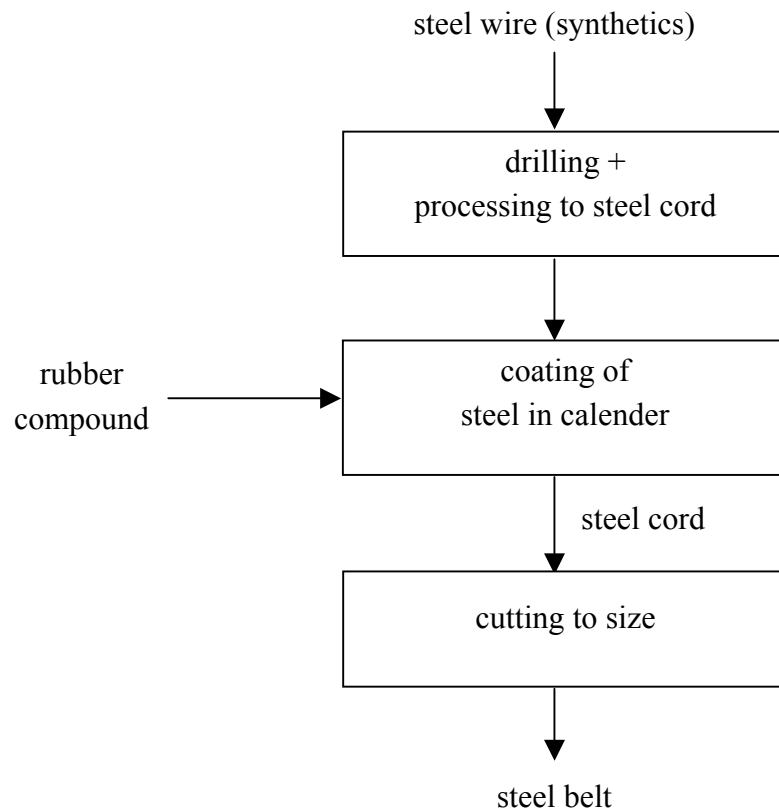 steel wire (synthetics)
drilling +
processing to steel cord
rubber
compound
coating of
steel in calender
steel cord
cutting to size
steel belt